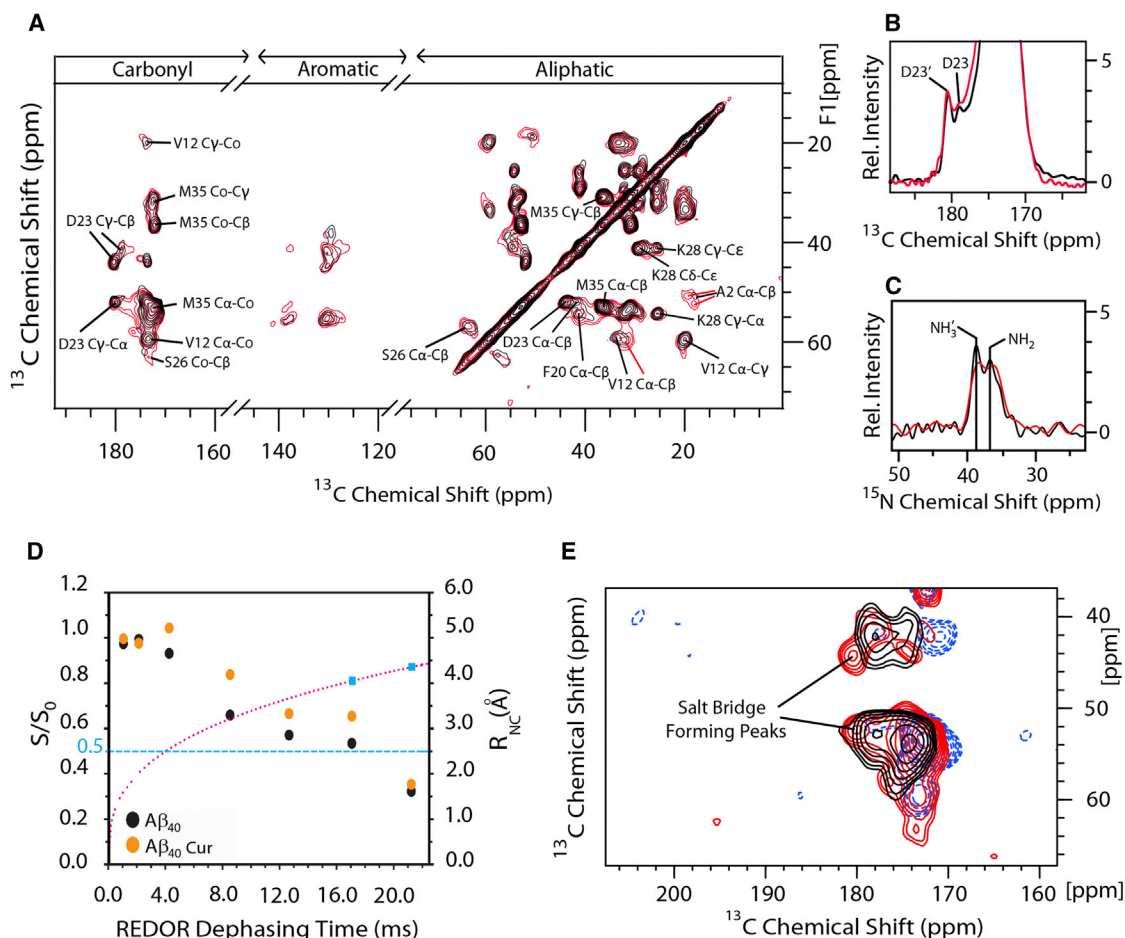 A
Carbonyl
Aromatic
Aliphatic
¹³C Chemical Shift (ppm)
F1[ppm]
20
40
60
V12 Cγ-Co
M35 Co-Cγ
M35 Co-Cβ
D23 Cγ-Cβ
M35 Cα-Co
D23 Cγ-Cα
V12 Cα-Co
S26 Co-Cβ
M35 Cγ-Cβ
K28 Cγ-Cε
K28 Cδ-Cε
M35 Cα-Cβ
A2 Cα-Cβ
K28 Cγ-Cα
S26 Cα-Cβ
D23 Cα-Cβ
F20 Cα-Cβ
V12 Cα-Cβ
V12 Cα-Cγ
180 160 140 120 60 40 20
¹³C Chemical Shift (ppm)
B
Rel. Intensity
D23'
D23
5
0
180 170
¹³C Chemical Shift (ppm)
C
Rel. Intensity
NH₃'
NH₂
5
0
50 40 30
¹⁵N Chemical Shift (ppm)
D
S/S₀
1.2
1.0
0.8
0.6
0.5
0.4
0.2
0.0
6.0
5.0
4.0
3.0
2.0
1.0
0.0
R_NC(Å)
Aβ₄₀
Aβ₄₀ Cur
0.0 4.0 8.0 12.0 16.0 20.0
REDOR Dephasing Time (ms)
E
¹³C Chemical Shift (ppm)
[ppm]
40
50
60
Salt Bridge
Forming Peaks
200 190 180 170 160 [ppm]
¹³C Chemical Shift (ppm)